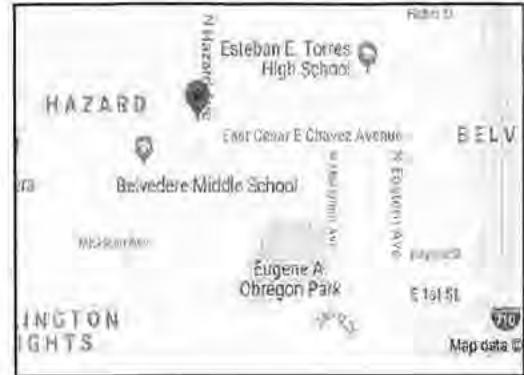 N Hazard Ave
Esteban E. Torres
High School
HAZARD
East Cesar E Chavez Avenue
BELV
Belvedere Middle School
N Eastern Ave
Eugene A.
Obregon Park
E 1st St
INGTON
IGHTS
710
Map data ©